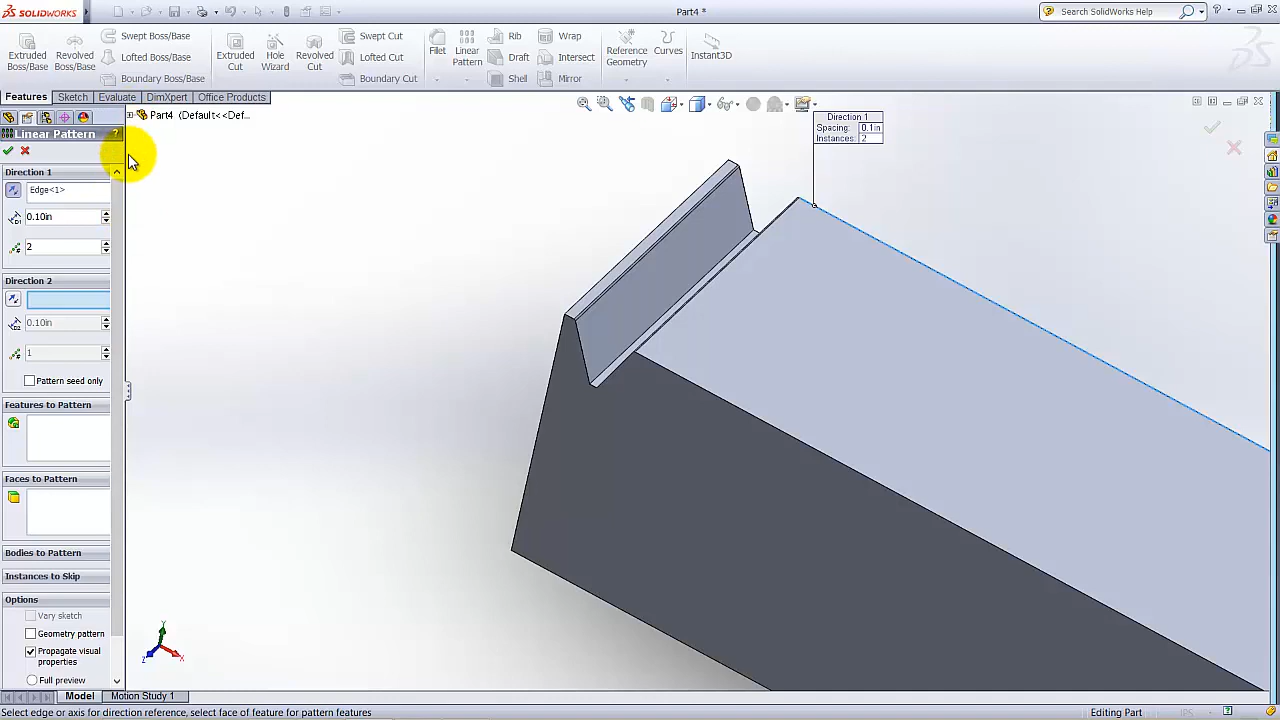 SOLIDWORKS
Part4 *
Search SolidWorks Help
Extruded Boss/Base
Revolved Boss/Base
Swept Boss/Base
Lofted Boss/Base
Boundary Boss/Base
Extruded Cut
Hole Wizard
Revolved Cut
Swept Cut
Lofted Cut
Boundary Cut
Fillet
Linear Pattern
Rib
Draft
Shell
Wrap
Intersect
Mirror
Reference Geometry
Curves
Instant3D
Features
Sketch
Evaluate
DimXpert
Office Products
Part4 (Default<<Def...
Linear Pattern
?
Direction 1
Edge<1>
0.10in
2
Direction 2
0.10in
1
Pattern seed only
Features to Pattern
Faces to Pattern
Bodies to Pattern
Instances to Skip
Options
Vary sketch
Geometry pattern
Propagate visual
properties
Full preview
Direction 1
Spacing: 0.1in
Instances: 2
Y
Z
X
Model
Motion Study 1
Select edge or axis for direction reference, select face of feature for pattern features
Editing Part
IPS